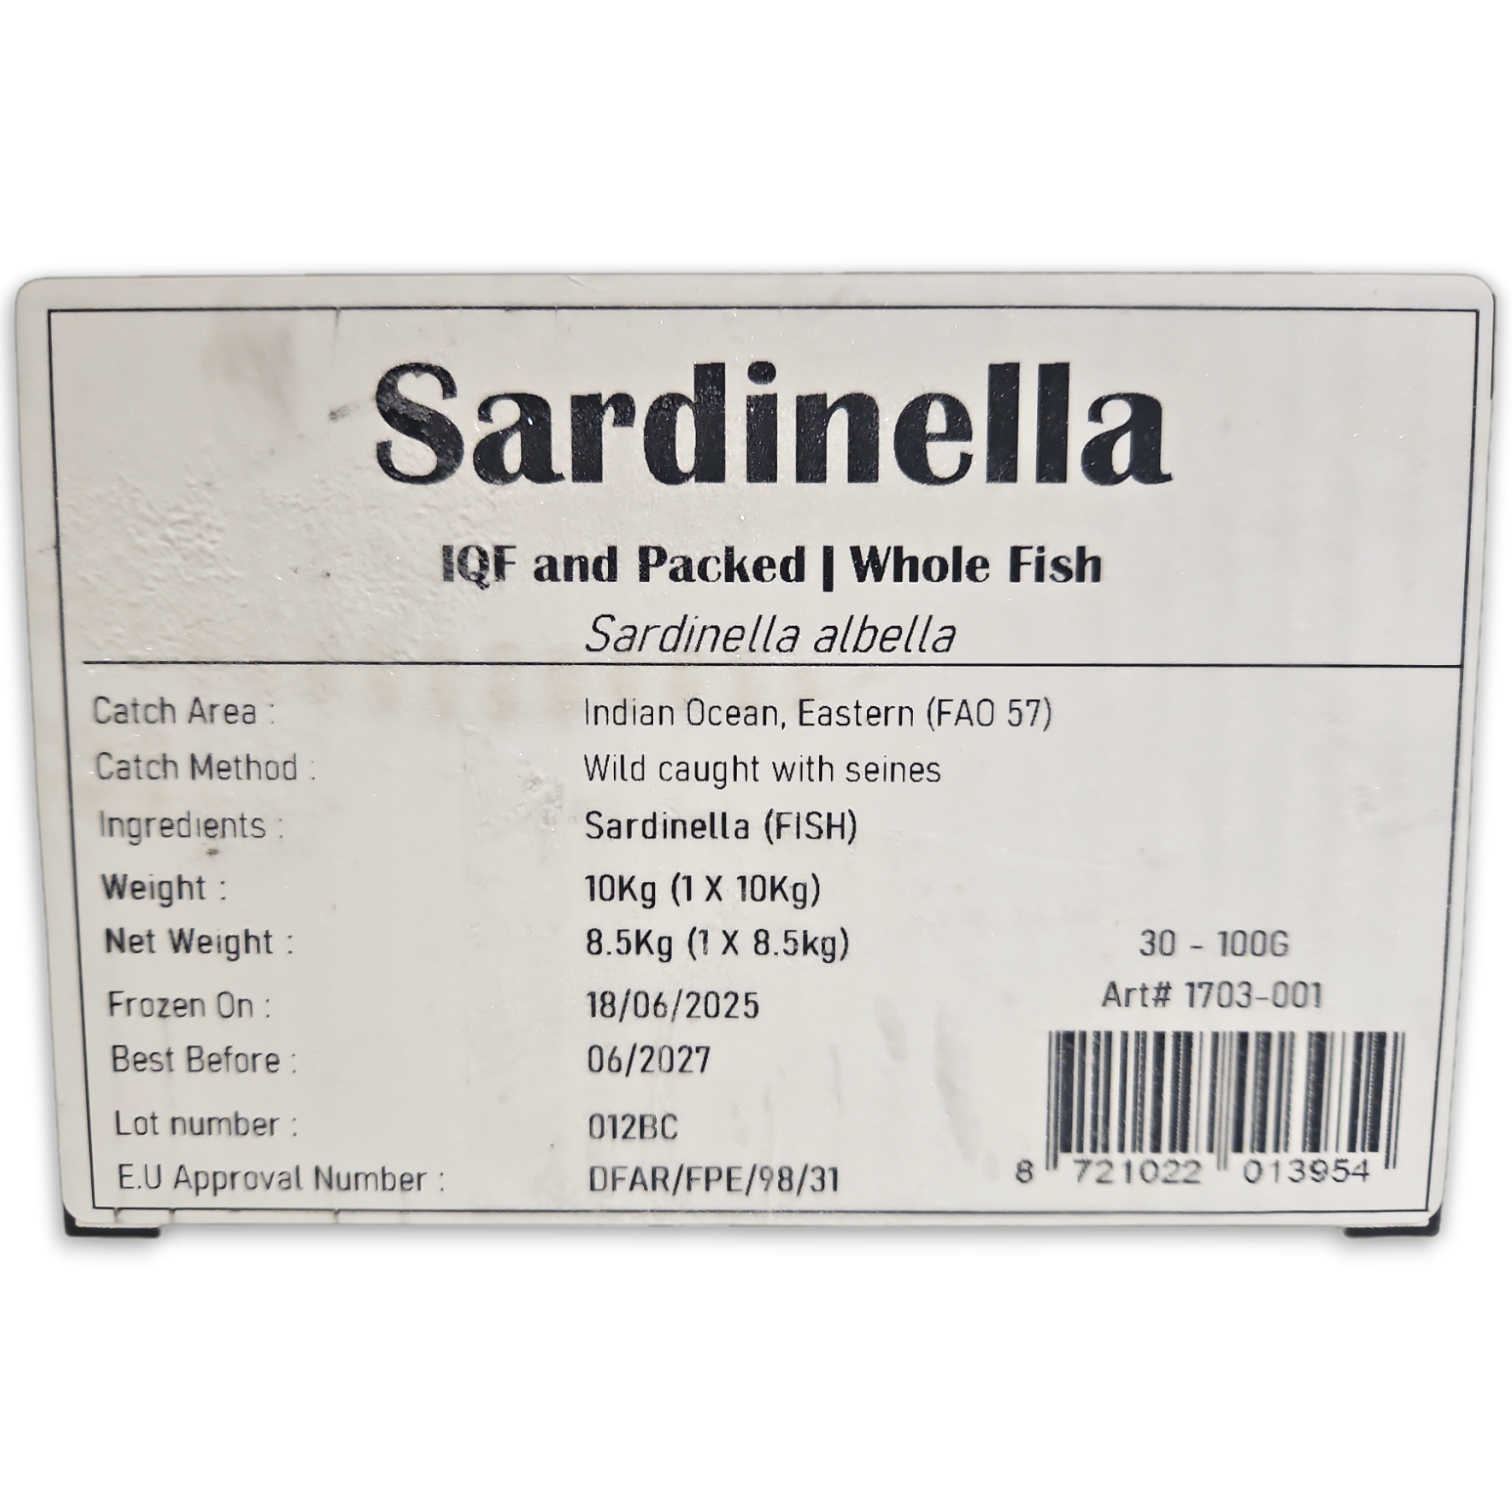 Sardinella
IQF and Packed | Whole Fish
Sardinella albella
Catch Area : Indian Ocean, Eastern (FAO 57)
Catch Method : Wild caught with seines
Ingredients : Sardinella (FISH)
Weight : 10Kg (1 X 10Kg)
Net Weight : 8.5Kg (1 X 8.5kg) 30 - 100G
Frozen On : 18/06/2025 Art# 1703-001
Best Before : 06/2027
Lot number : 012BC
E.U Approval Number : DFAR/FPE/98/31 8 721022 013954